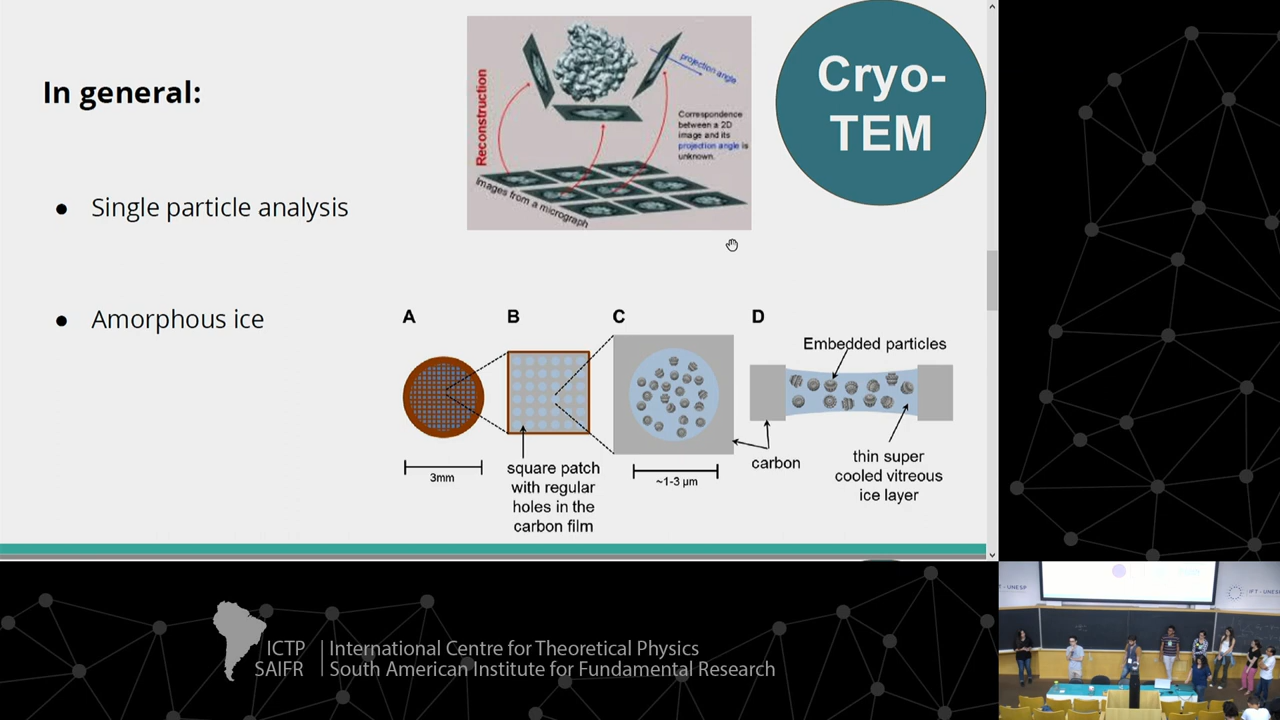 In general:
Single particle analysis
Amorphous ice
Reconstruction
projection angle
Correspondence
between a 2D
image and its
projection angle is
unknown.
Images from a micrograph
Cryo-
TEM
A
B
C
D
Embedded particles
3mm
square patch
with regular
holes in the
carbon film
~1-3 µm
carbon
thin super
cooled vitreous
ice layer
ICTP
SAIFR
International Centre for Theoretical Physics
South American Institute for Fundamental Research
IFT - UNESP